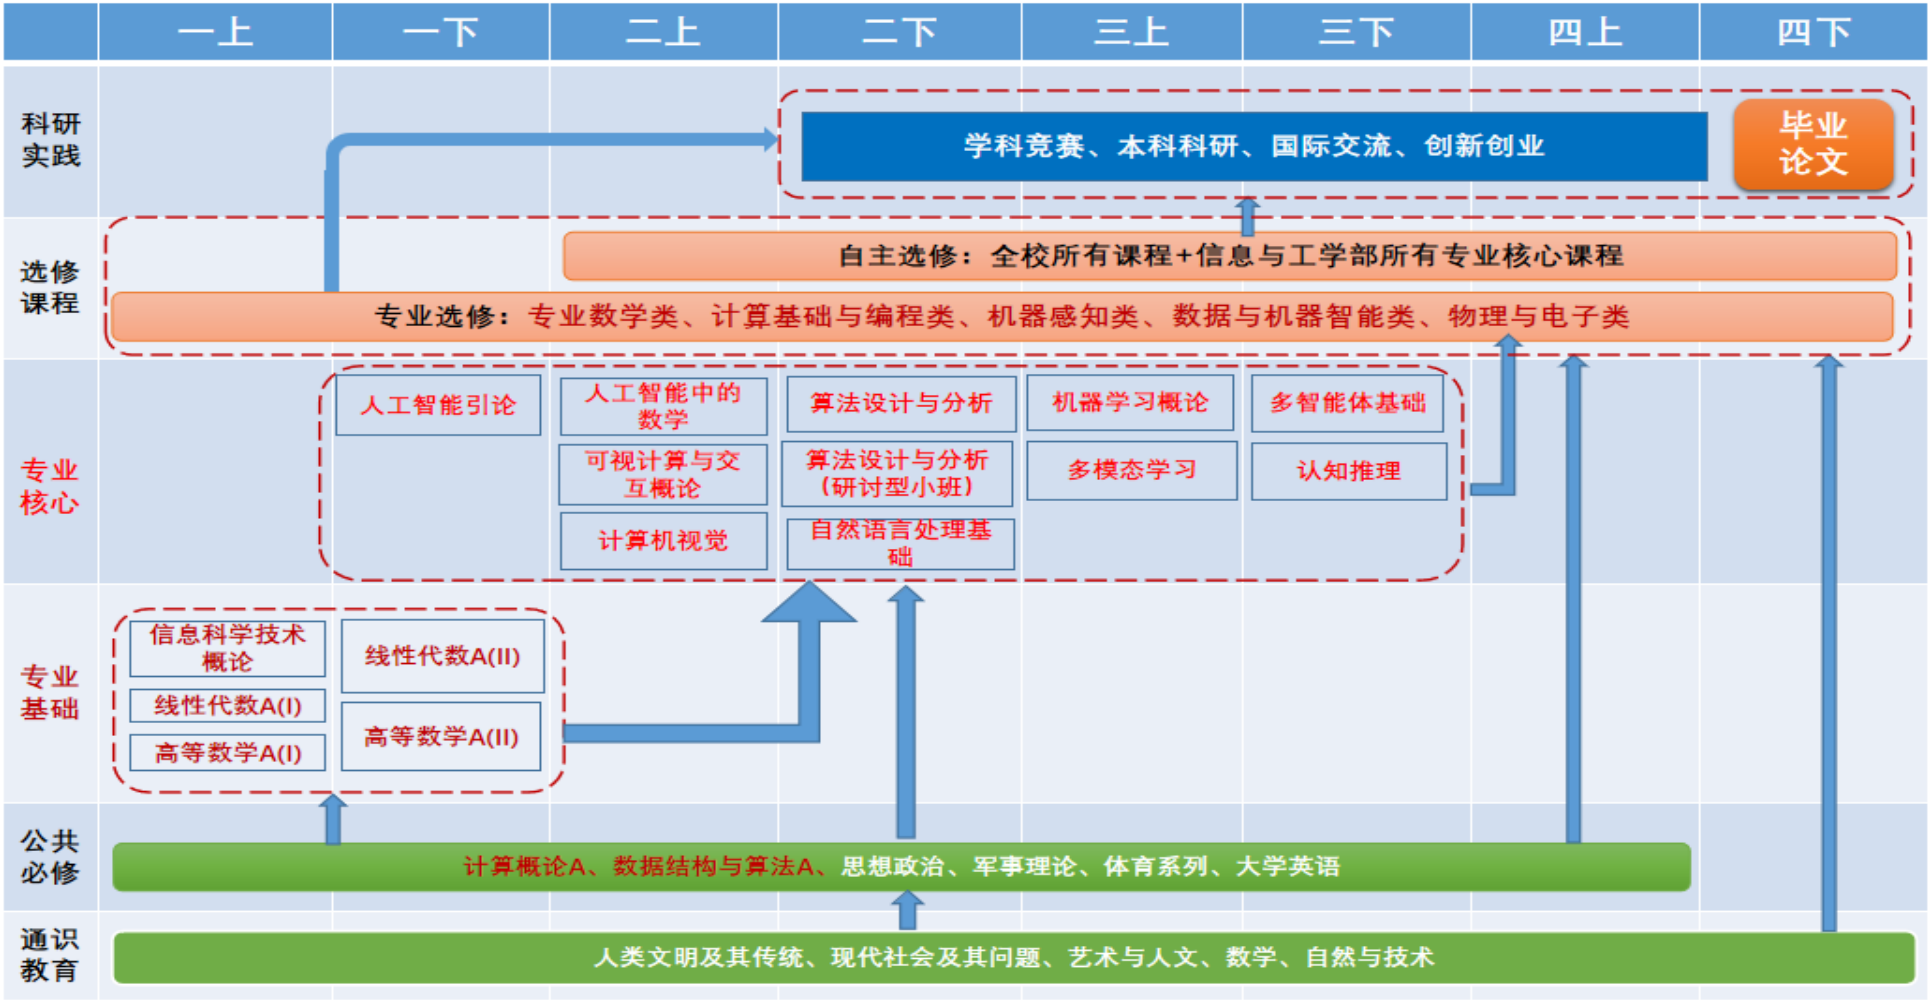 一上
一下
二上
二下
三上
三下
四上
四下
科研
实践
学科竞赛、本科科研、国际交流、创新创业
毕业
论文
选修
课程
自主选修：全校所有课程+信息与工学部所有专业核心课程
专业选修：专业数学类、计算基础与编程类、机器感知类、数据与机器智能类、物理与电子类
专业
核心
人工智能引论
人工智能中的
数学
可视计算与交
互概论
计算机视觉
算法设计与分析
算法设计与分析
（研讨型小班）
自然语言处理基
础
机器学习概论
多模态学习
多智能体基础
认知推理
专业
基础
信息科学技术
概论
线性代数A(I)
高等数学A(I)
线性代数A(II)
高等数学A(II)
公共
必修
计算概论A、数据结构与算法A、思想政治、军事理论、体育系列、大学英语
通识
教育
人类文明及其传统、现代社会及其问题、艺术与人文、数学、自然与技术